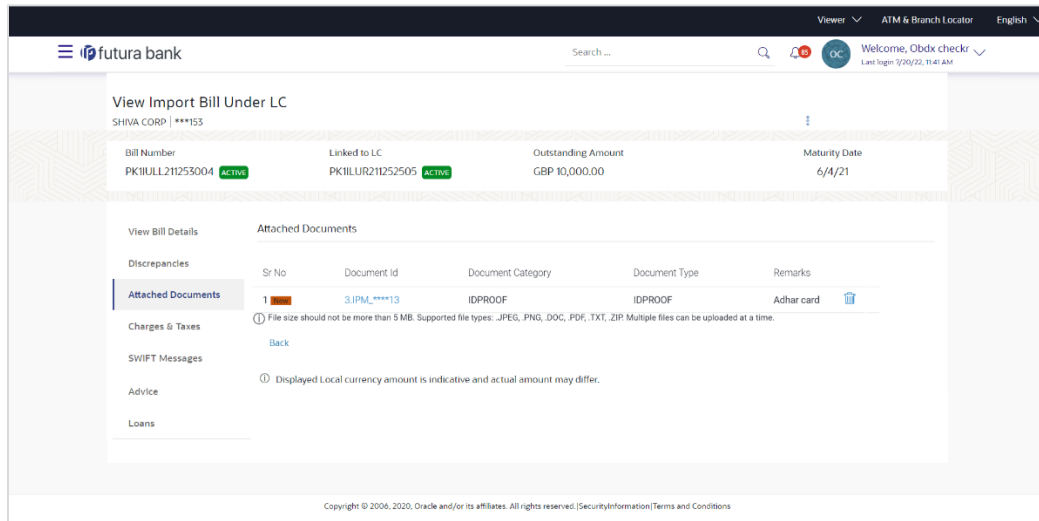 Viewer ATM & Branch Locator English
futura bank Search ... 85 OC Welcome, Obdx checkr
Last login 7/20/22, 11:41 AM
View Import Bill Under LC
SHIVA CORP | ***153
Bill Number Linked to LC Outstanding Amount Maturity Date
PK1IULL211253004 ACTIVE PK1ILUR211252505 ACTIVE GBP 10,000.00 6/4/21
View Bill Details
Discrepancies
Attached Documents
Charges & Taxes
SWIFT Messages
Advice
Loans
Attached Documents
Sr No Document Id Document Category Document Type Remarks
1 New 3.IPM_****13 IDPROOF IDPROOF Adhar card
File size should not be more than 5 MB. Supported file types: .JPEG, .PNG, .DOC, .PDF, .TXT, .ZIP. Multiple files can be uploaded at a time.
Back
Displayed Local currency amount is indicative and actual amount may differ.
Copyright © 2006, 2020, Oracle and/or its affiliates. All rights reserved.|SecurityInformation|Terms and Conditions